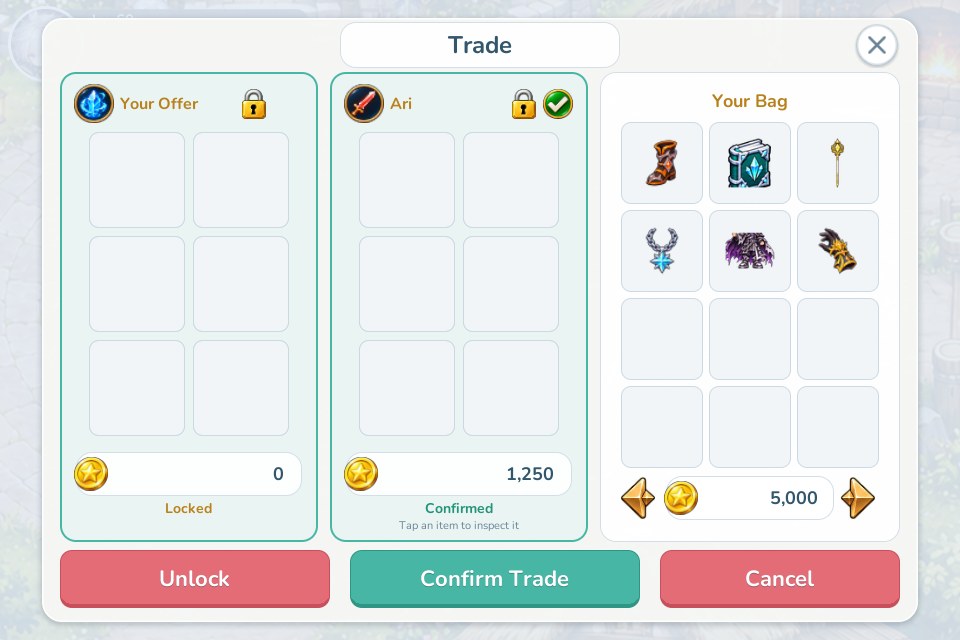 Trade
Your Offer
Ari
Your Bag
0
1,250
5,000
Locked
Confirmed
Tap an item to inspect it
Unlock
Confirm Trade
Cancel